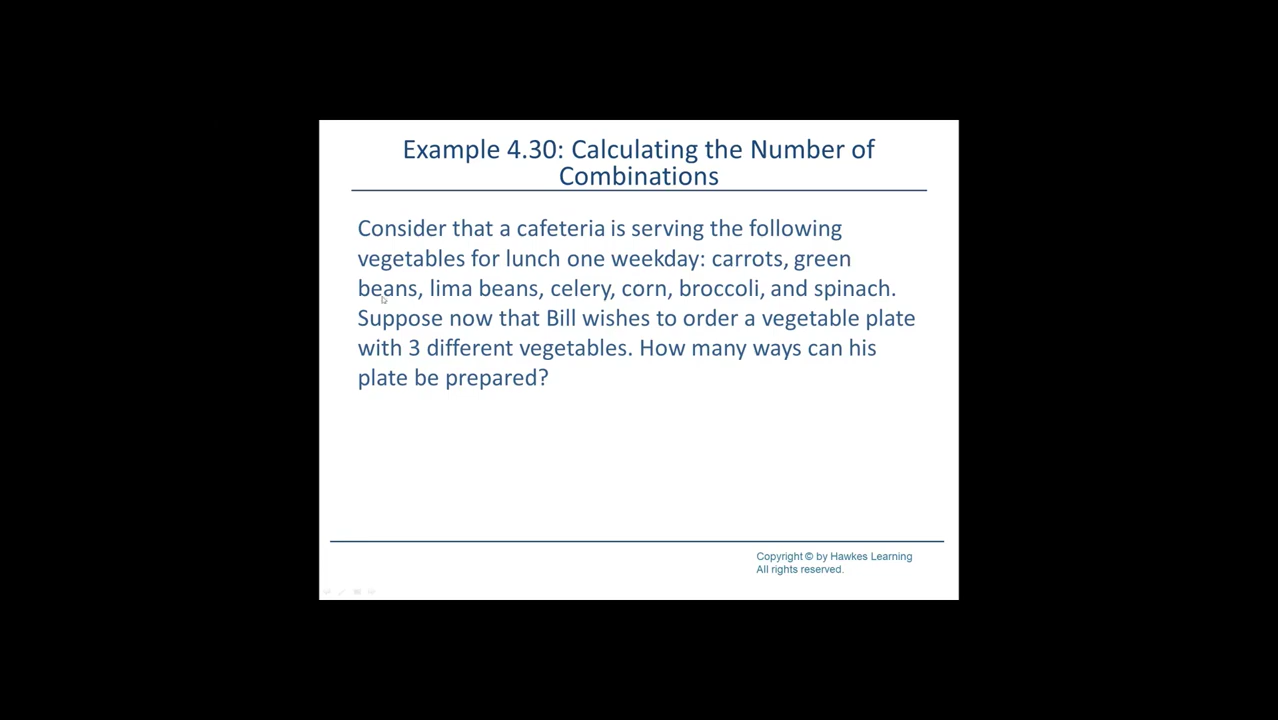 Example 4.30: Calculating the Number of
Combinations
Consider that a cafeteria is serving the following
vegetables for lunch one weekday: carrots, green
beans, lima beans, celery, corn, broccoli, and spinach.
Suppose now that Bill wishes to order a vegetable plate
with 3 different vegetables. How many ways can his
plate be prepared?
Copyright © by Hawkes Learning
All rights reserved.